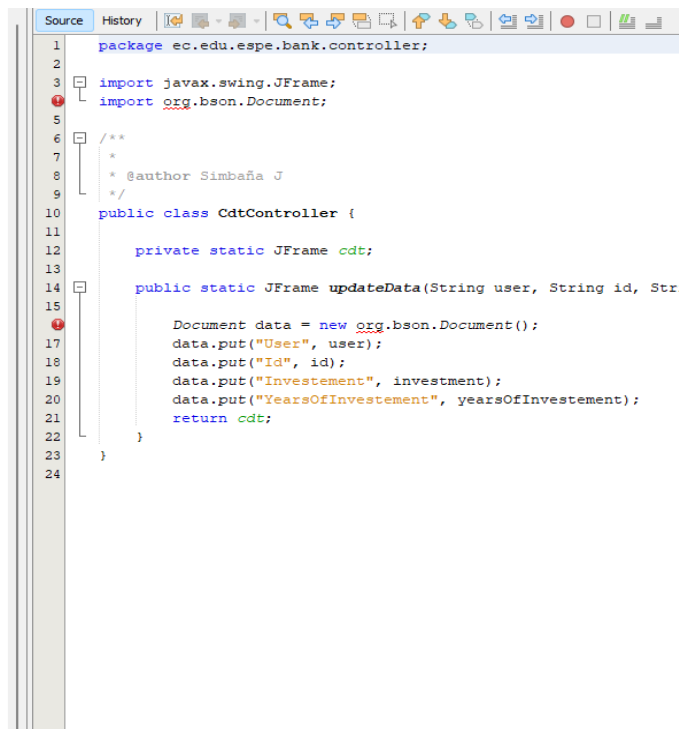 Source History
1 package ec.edu.espe.bank.controller;
2
3 import javax.swing.JFrame;
import org.bson.Document;
5
6 /**
7 *
8 * @author Simbaña J
9 */
10 public class CdtController {
11
12 private static JFrame cdt;
13
14 public static JFrame updateData(String user, String id, Str
15
Document data = new org.bson.Document();
17 data.put("User", user);
18 data.put("Id", id);
19 data.put("Investement", investment);
20 data.put("YearsOfInvestement", yearsOfInvestement);
21 return cdt;
22 }
23 }
24